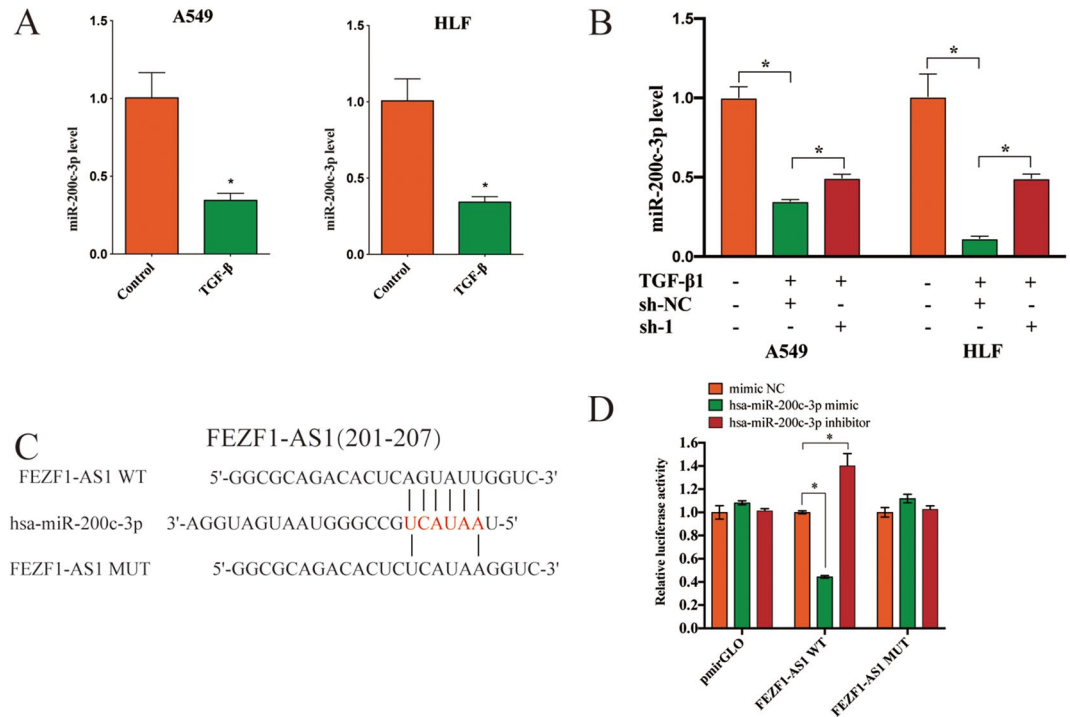 A
A549
miR-200c-3p level
1.5
1.0
0.5
0.0
*
Control
TGF-β
HLF
miR-200c-3p level
1.5
1.0
0.5
0.0
*
Control
TGF-β
B
miR-200c-3p level
1.5
1.0
0.5
0.0
* * * *
TGF-β1 - + + - + +
sh-NC - + - - + -
sh-1 - - + - - +
A549 HLF
C
FEZF1-AS1(201-207)
FEZF1-AS1 WT 5'-GGCGCAGACACUCAGUAUUGGUC-3'
hsa-miR-200c-3p 3'-AGGUAGUAAUGGGCCGUCAUAAU-5'
FEZF1-AS1 MUT 5'-GGCGCAGACACUCUCAUAAGGUC-3'
D
mimic NC
hsa-miR-200c-3p mimic
hsa-miR-200c-3p inhibitor
Relative luciferase activity
1.6
1.4
1.2
1.0
0.8
0.6
0.4
0.2
0.0
* *
pmirGLO
FEZF1-AS1 WT
FEZF1-AS1 MUT